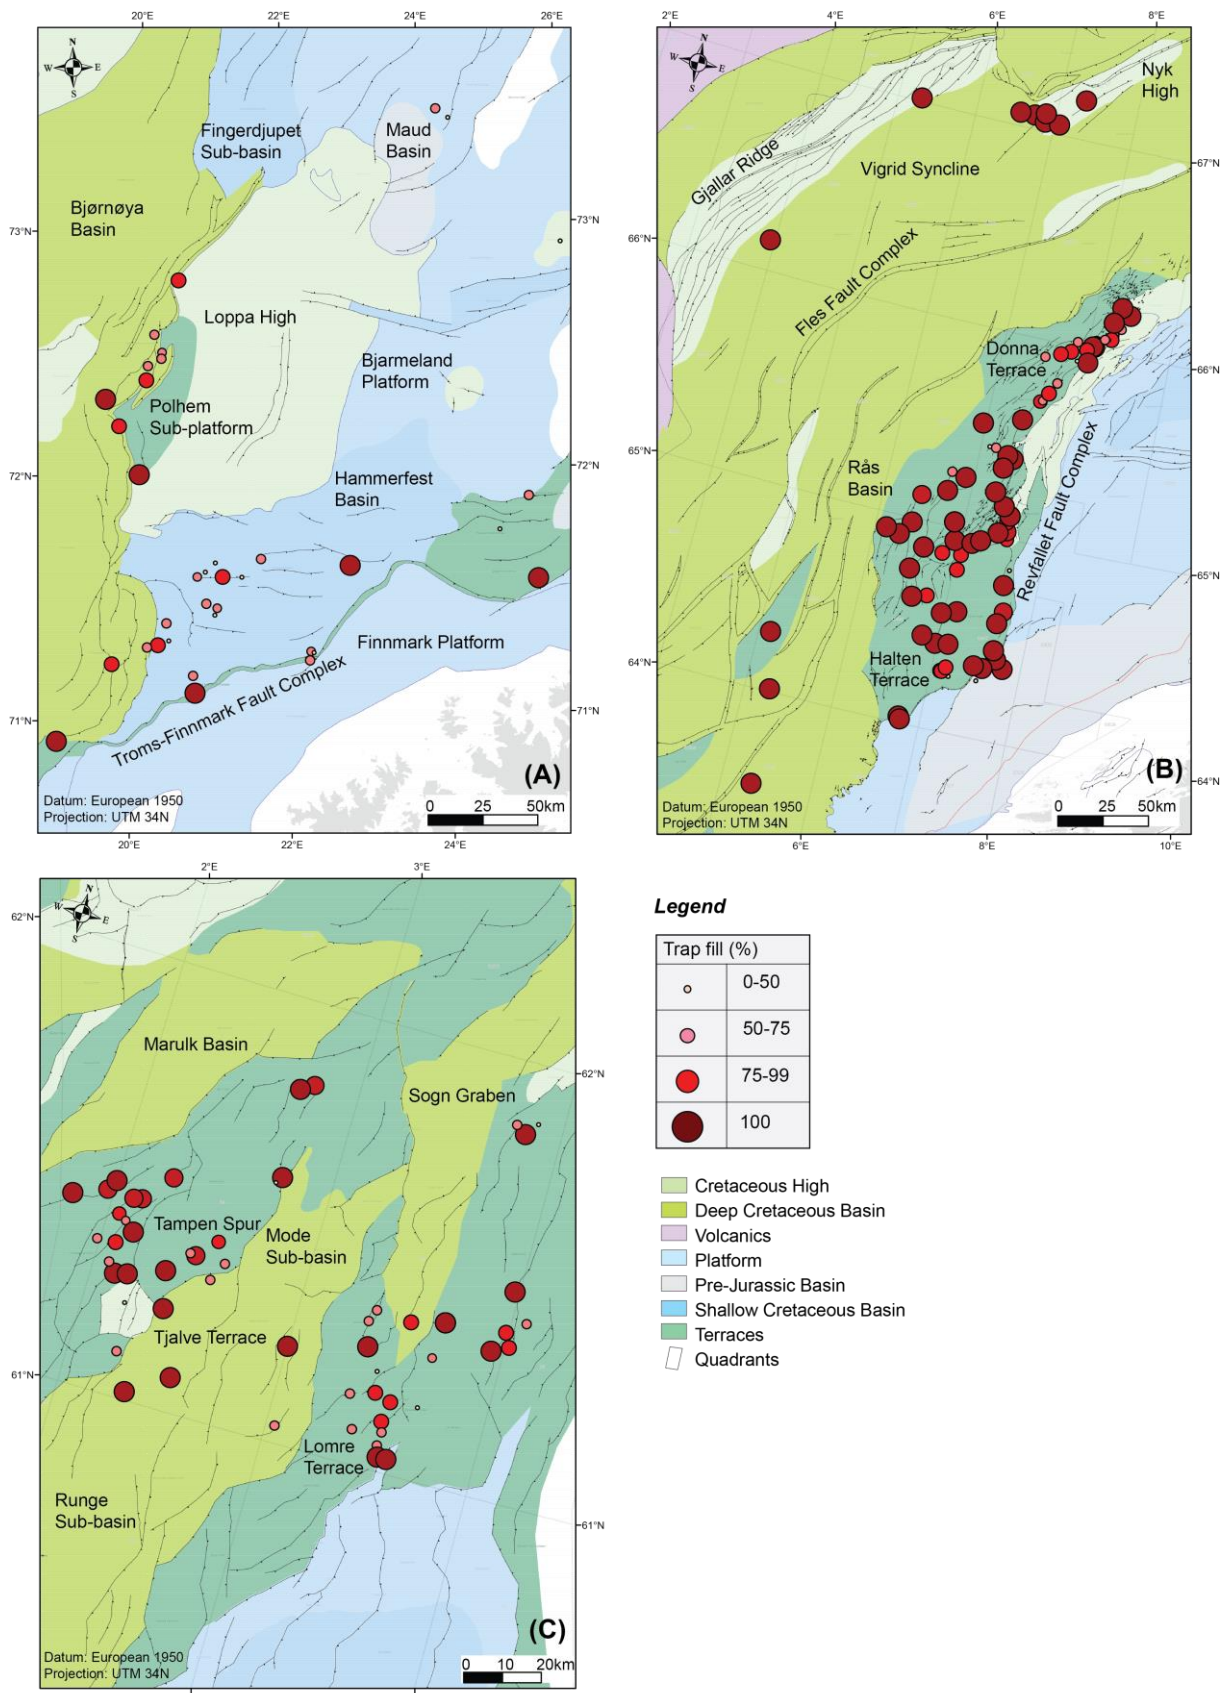 20°E
22°E
24°E
26°E
N
W
E
S
Fingerdjupet
Sub-basin
Maud
Basin
Bjørnøya
Basin
73°N
73°N
Loppa High
Bjarmeland
Platform
Polhem
Sub-platform
72°N
72°N
Hammerfest
Basin
Finnmark Platform
Troms-Finnmark Fault Complex
71°N
71°N
(A)
Datum: European 1950
Projection: UTM 34N
0
25
50km
20°E
22°E
24°E
2°E
4°E
6°E
8°E
N
W
E
S
Nyk
High
Gjallar Ridge
Vigrid Syncline
67°N
66°N
Fles Fault Complex
Donna
Terrace
66°N
65°N
Rås
Basin
Revfallet Fault Complex
65°N
64°N
Halten
Terrace
64°N
(B)
Datum: European 1950
Projection: UTM 34N
0
25
50km
6°E
8°E
10°E
2°E
3°E
62°N
N
W
E
S
Marulk Basin
62°N
Sogn Graben
Tampen Spur
Mode
Sub-basin
Tjalve Terrace
61°N
Lomre
Terrace
Runge
Sub-basin
61°N
(C)
Datum: European 1950
Projection: UTM 34N
0
10
20km
Legend
Trap fill (%)
0-50
50-75
75-99
100
Cretaceous High
Deep Cretaceous Basin
Volcanics
Platform
Pre-Jurassic Basin
Shallow Cretaceous Basin
Terraces
Quadrants